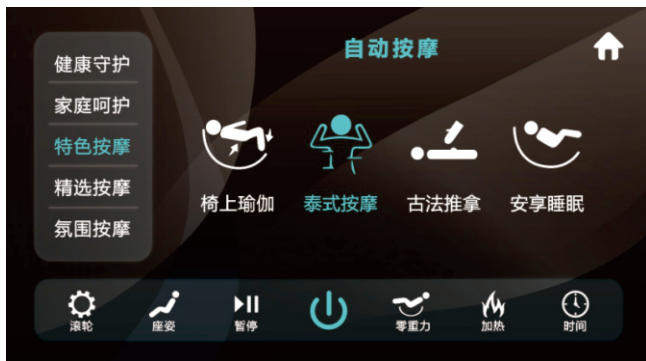 自动按摩
健康守护
家庭呵护
特色按摩
精选按摩
氛围按摩
椅上瑜伽 泰式按摩 古法推拿 安享睡眠
滚轮 座姿 暂停 零重力 加热 时间